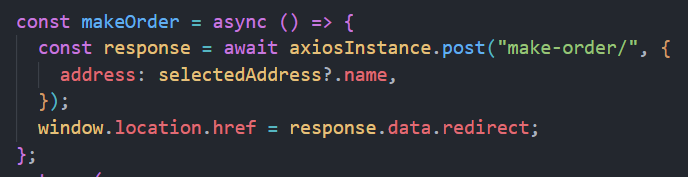 const makeOrder = async () => {
const response = await axiosInstance.post("make-order/", {
address: selectedAddress?.name,
});
window.location.href = response.data.redirect;
};